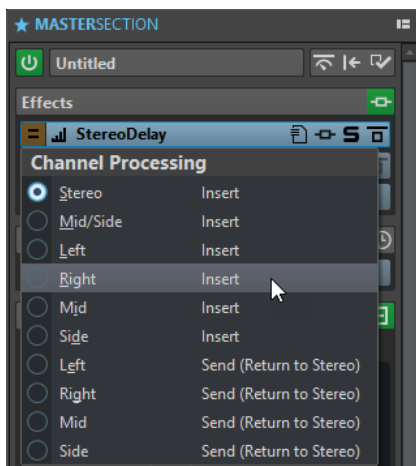 MASTERSECTION
Untitled
Effects
StereoDelay
Channel Processing
Stereo Insert
Mid/Side Insert
Left Insert
Right Insert
Mid Insert
Side Insert
Left Send (Return to Stereo)
Right Send (Return to Stereo)
Mid Send (Return to Stereo)
Side Send (Return to Stereo)